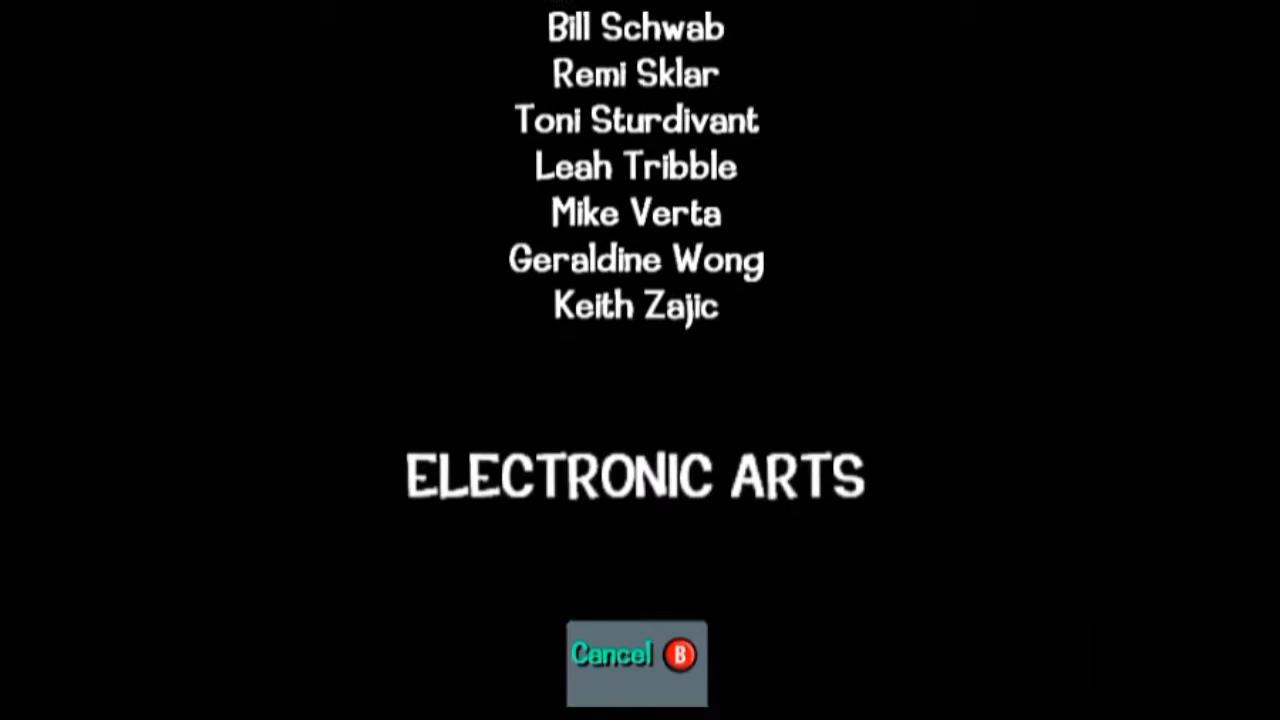 Bill Schwab
Remi Sklar
Toni Sturdivant
Leah Tribble
Mike Verta
Geraldine Wong
Keith Zajic
ELECTRONIC ARTS
Cancel B